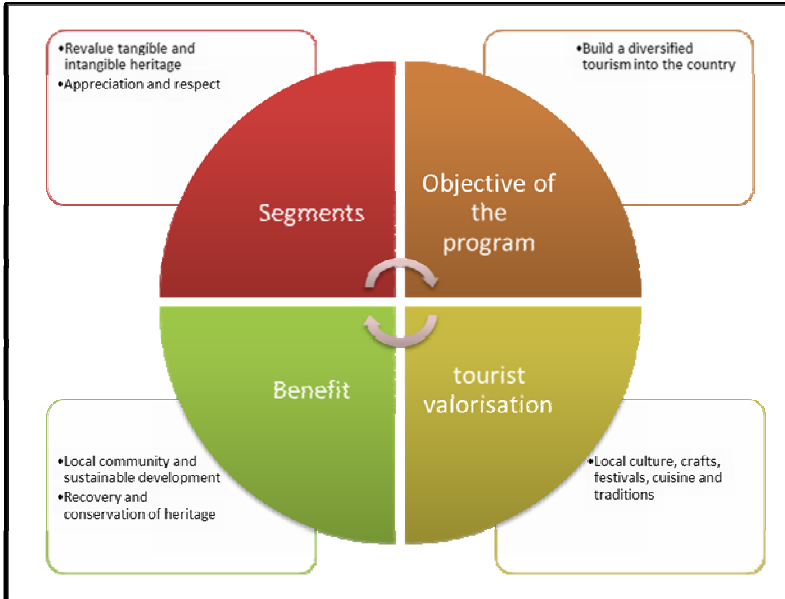 •Revalue tangible and
intangible heritage
•Appreciation and respect
•Build a diversified
tourism into the country
Segments
Objective of
the
program
Benefit
tourist
valorisation
•Local community and
sustainable development
•Recovery and
conservation of heritage
•Local culture, crafts,
festivals, cuisine and
traditions